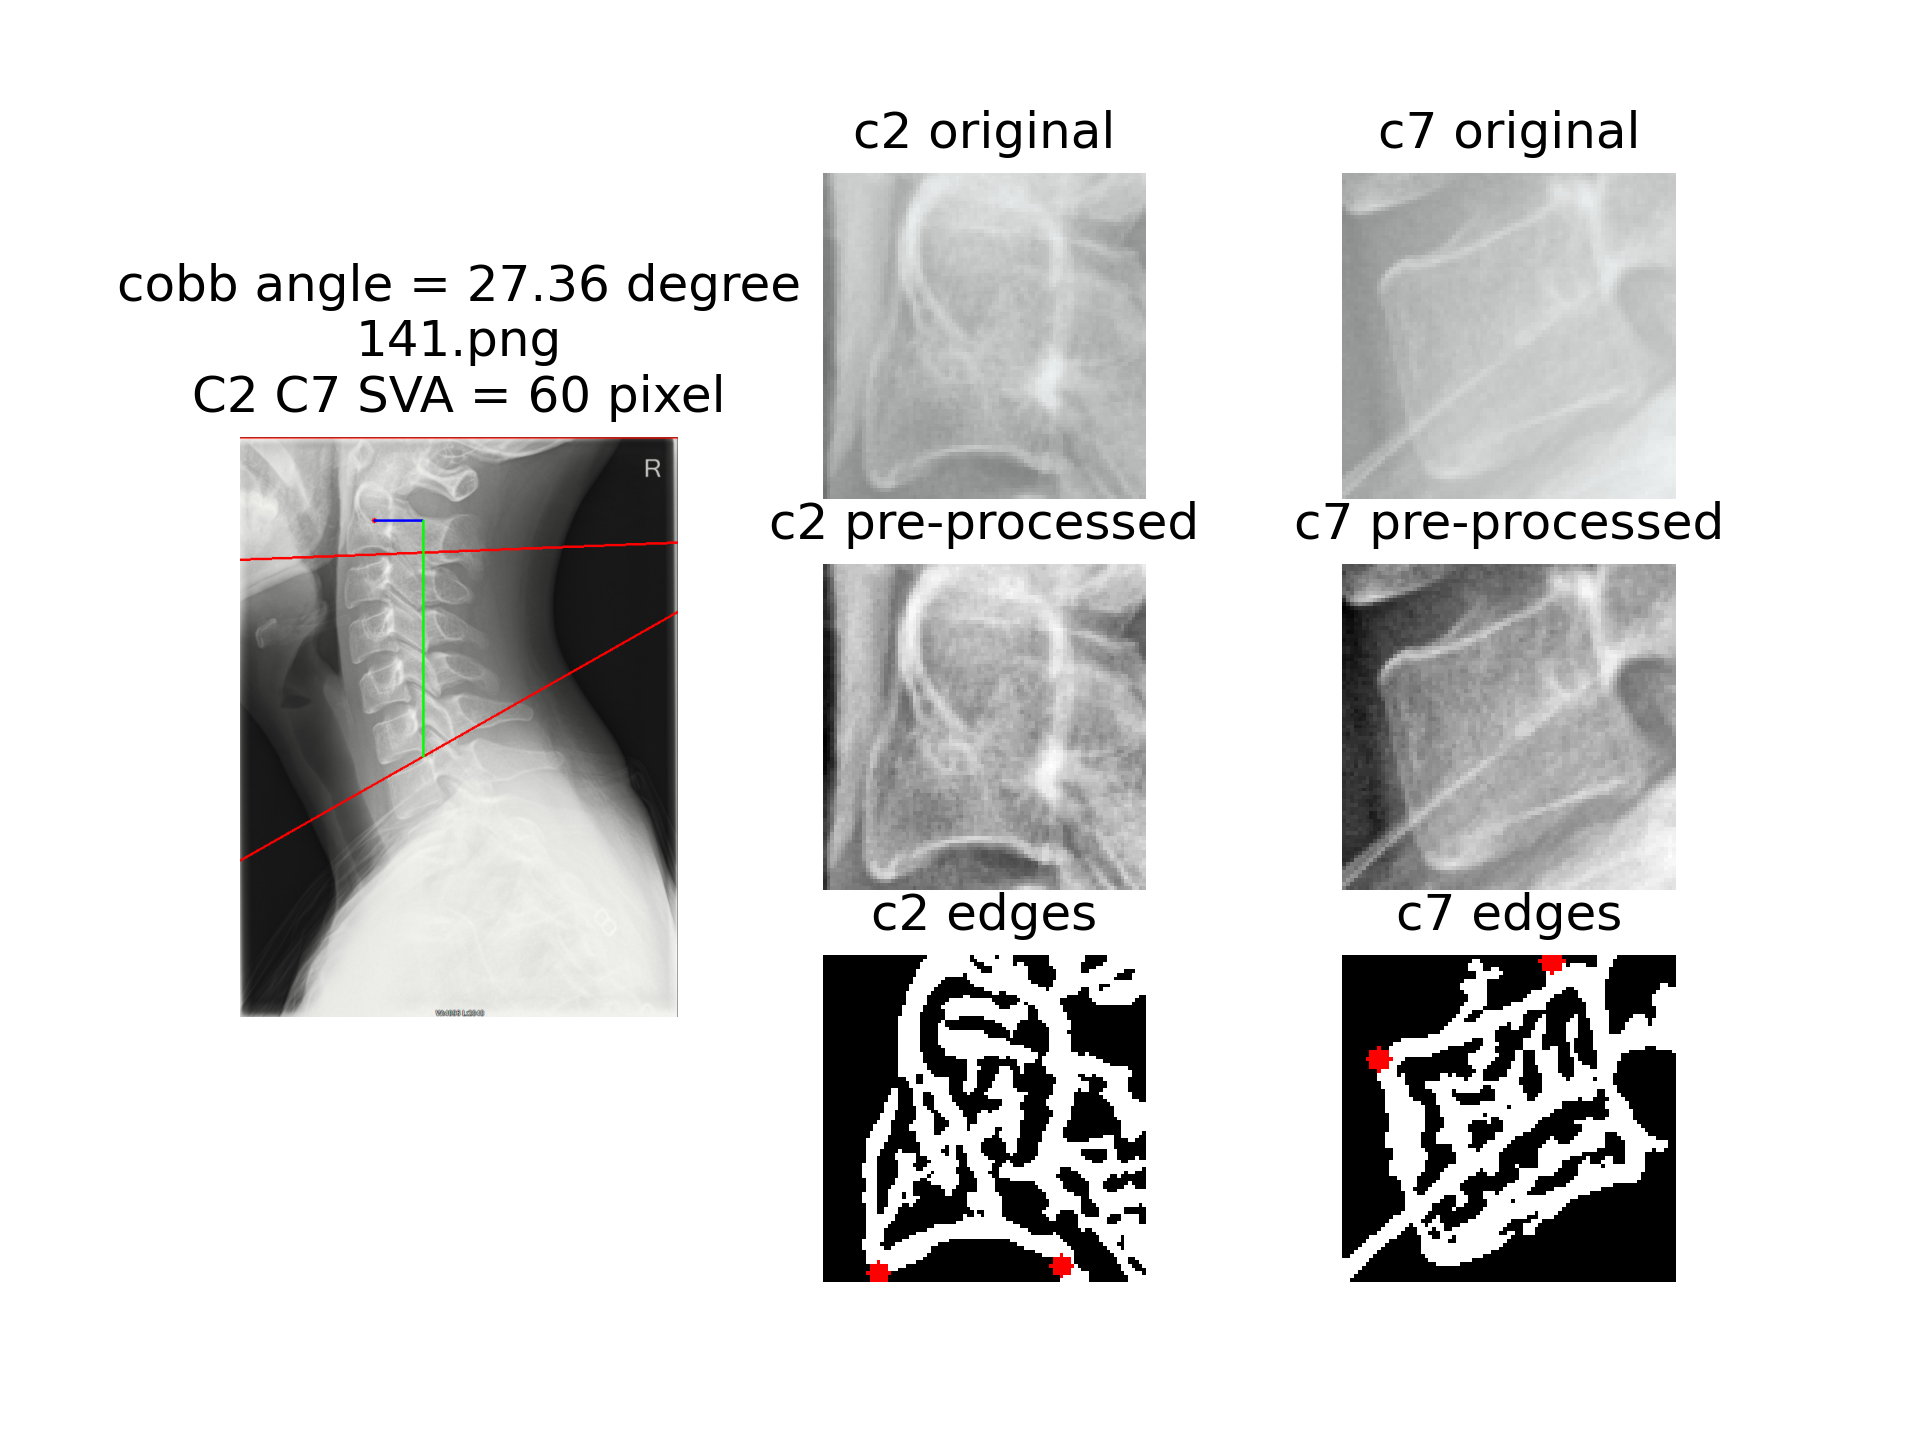 cobb angle = 27.36 degree
141.png
C2 C7 SVA = 60 pixel
R
c2 original
c7 original
c2 pre-processed
c7 pre-processed
c2 edges
c7 edges